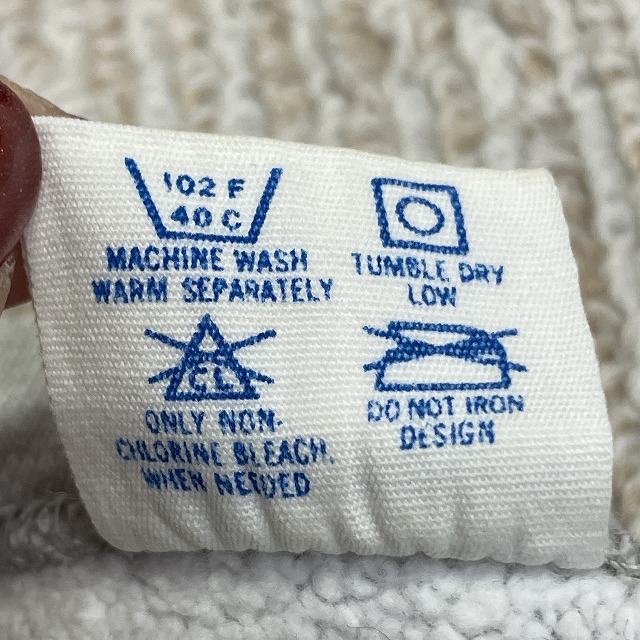 102 F
40 C
MACHINE WASH
WARM SEPARATELY
TUMBLE DRY
LOW
CL
ONLY NON-
CHLORINE BLEACH.
WHEN NEEDED
DO NOT IRON
DESIGN